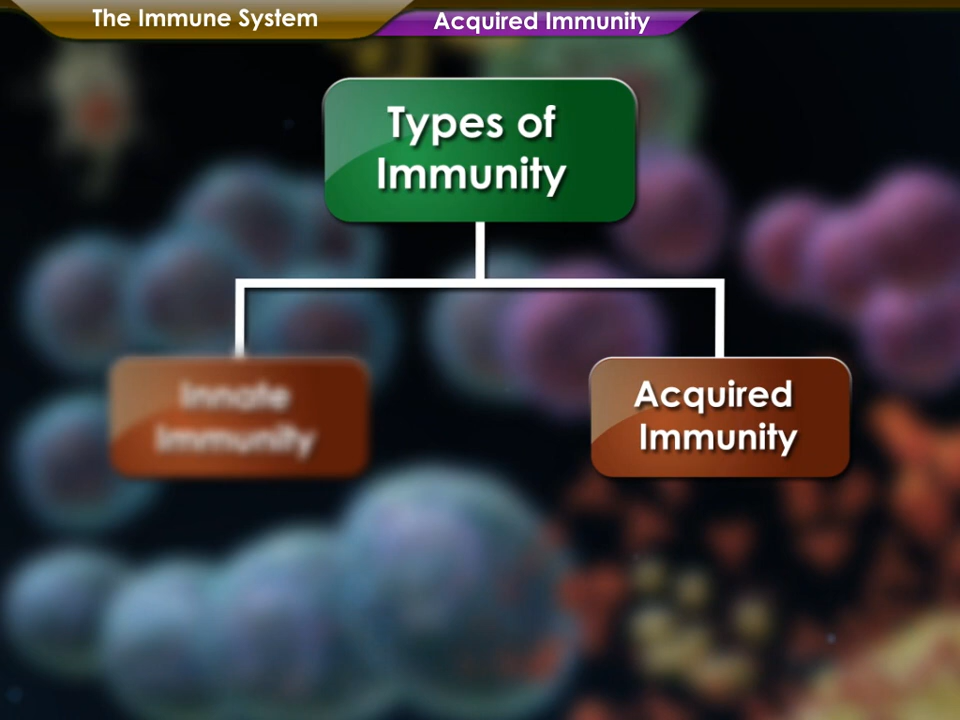 The Immune System
Acquired Immunity
Types of
Immunity
Innate
Immunity
Acquired
Immunity